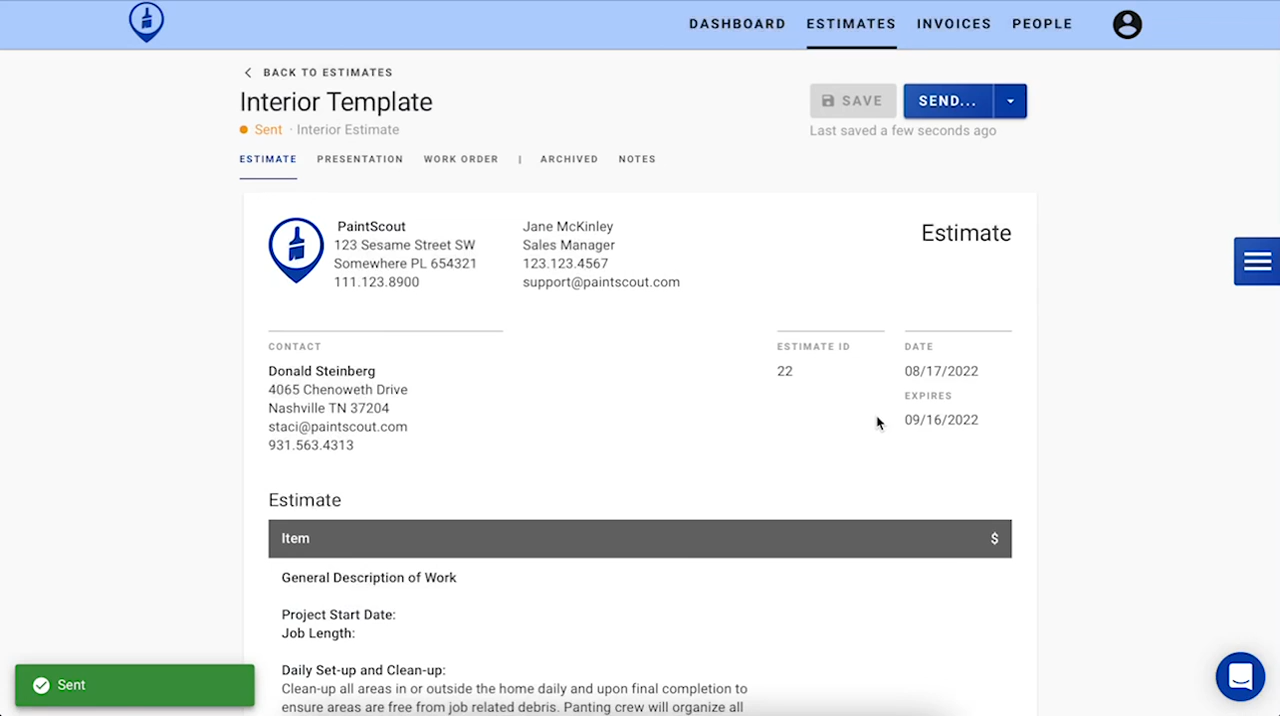 DASHBOARD ESTIMATES INVOICES PEOPLE
BACK TO ESTIMATES
Interior Template
SAVE SEND...
Sent · Interior Estimate
Last saved a few seconds ago
ESTIMATE PRESENTATION WORK ORDER | ARCHIVED NOTES
PaintScout
123 Sesame Street SW
Somewhere PL 654321
111.123.8900
Jane McKinley
Sales Manager
123.123.4567
support@paintscout.com
Estimate
CONTACT
Donald Steinberg
4065 Chenoweth Drive
Nashville TN 37204
staci@paintscout.com
931.563.4313
ESTIMATE ID
22
DATE
08/17/2022
EXPIRES
09/16/2022
Estimate
Item $
General Description of Work
Project Start Date:
Job Length:
Daily Set-up and Clean-up:
Clean-up all areas in or outside the home daily and upon final completion to
ensure areas are free from job related debris. Panting crew will organize all
Sent